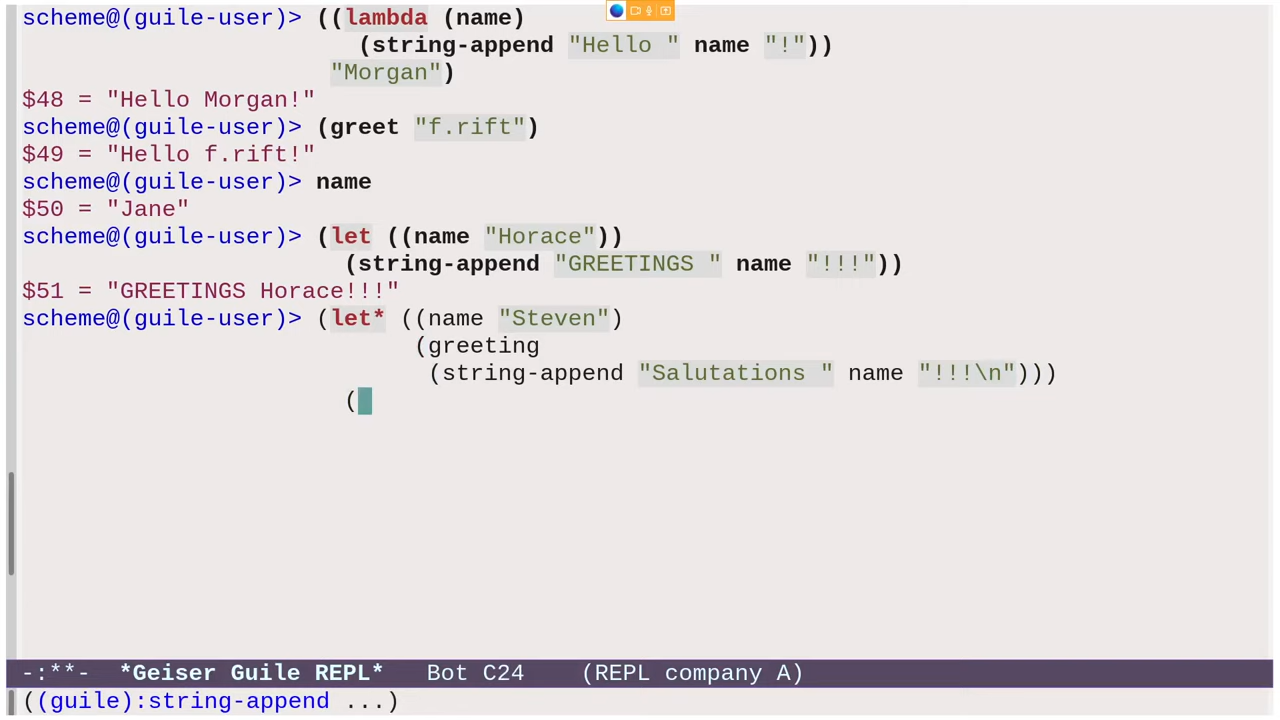 scheme@(guile-user)> ((lambda (name)
(string-append "Hello " name "!"))
"Morgan")
$48 = "Hello Morgan!"
scheme@(guile-user)> (greet "f.rift")
$49 = "Hello f.rift!"
scheme@(guile-user)> name
$50 = "Jane"
scheme@(guile-user)> (let ((name "Horace"))
(string-append "GREETINGS " name "!!!"))
$51 = "GREETINGS Horace!!!"
scheme@(guile-user)> (let* ((name "Steven")
(greeting
(string-append "Salutations " name "!!!\n")))
(
-:**-  *Geiser Guile REPL*   Bot C24    (REPL company A)
((guile):string-append ...)